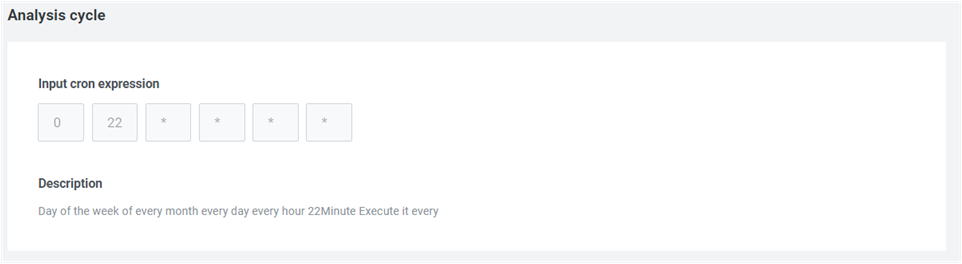 Analysis cycle
Input cron expression
0 22 * * * *
Description
Day of the week of every month every day every hour 22Minute Execute it every